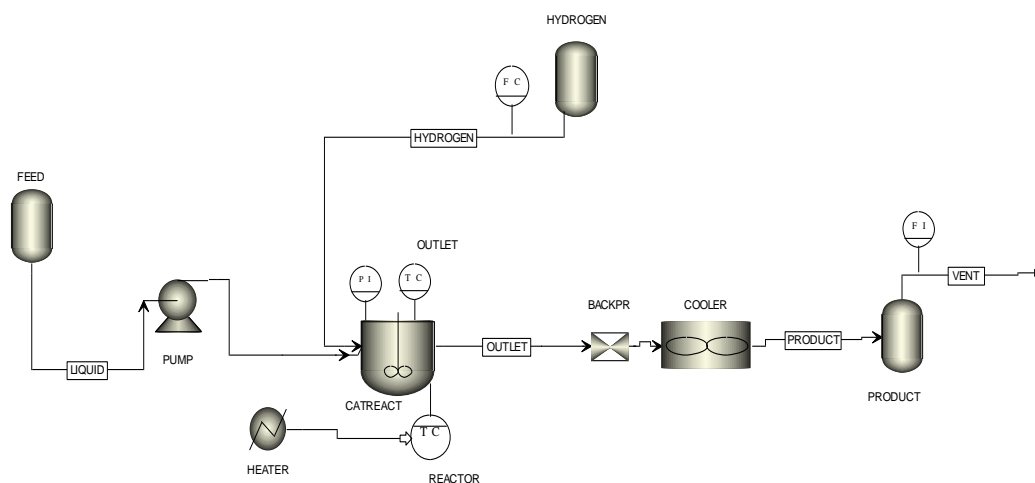 HYDROGEN
F C
HYDROGEN
FEED
OUTLET
F I
P I
T C
VENT
BACKPR
COOLER
OUTLET
PRODUCT
PUMP
LIQUID
PRODUCT
CATREACT
T C
HEATER
REACTOR